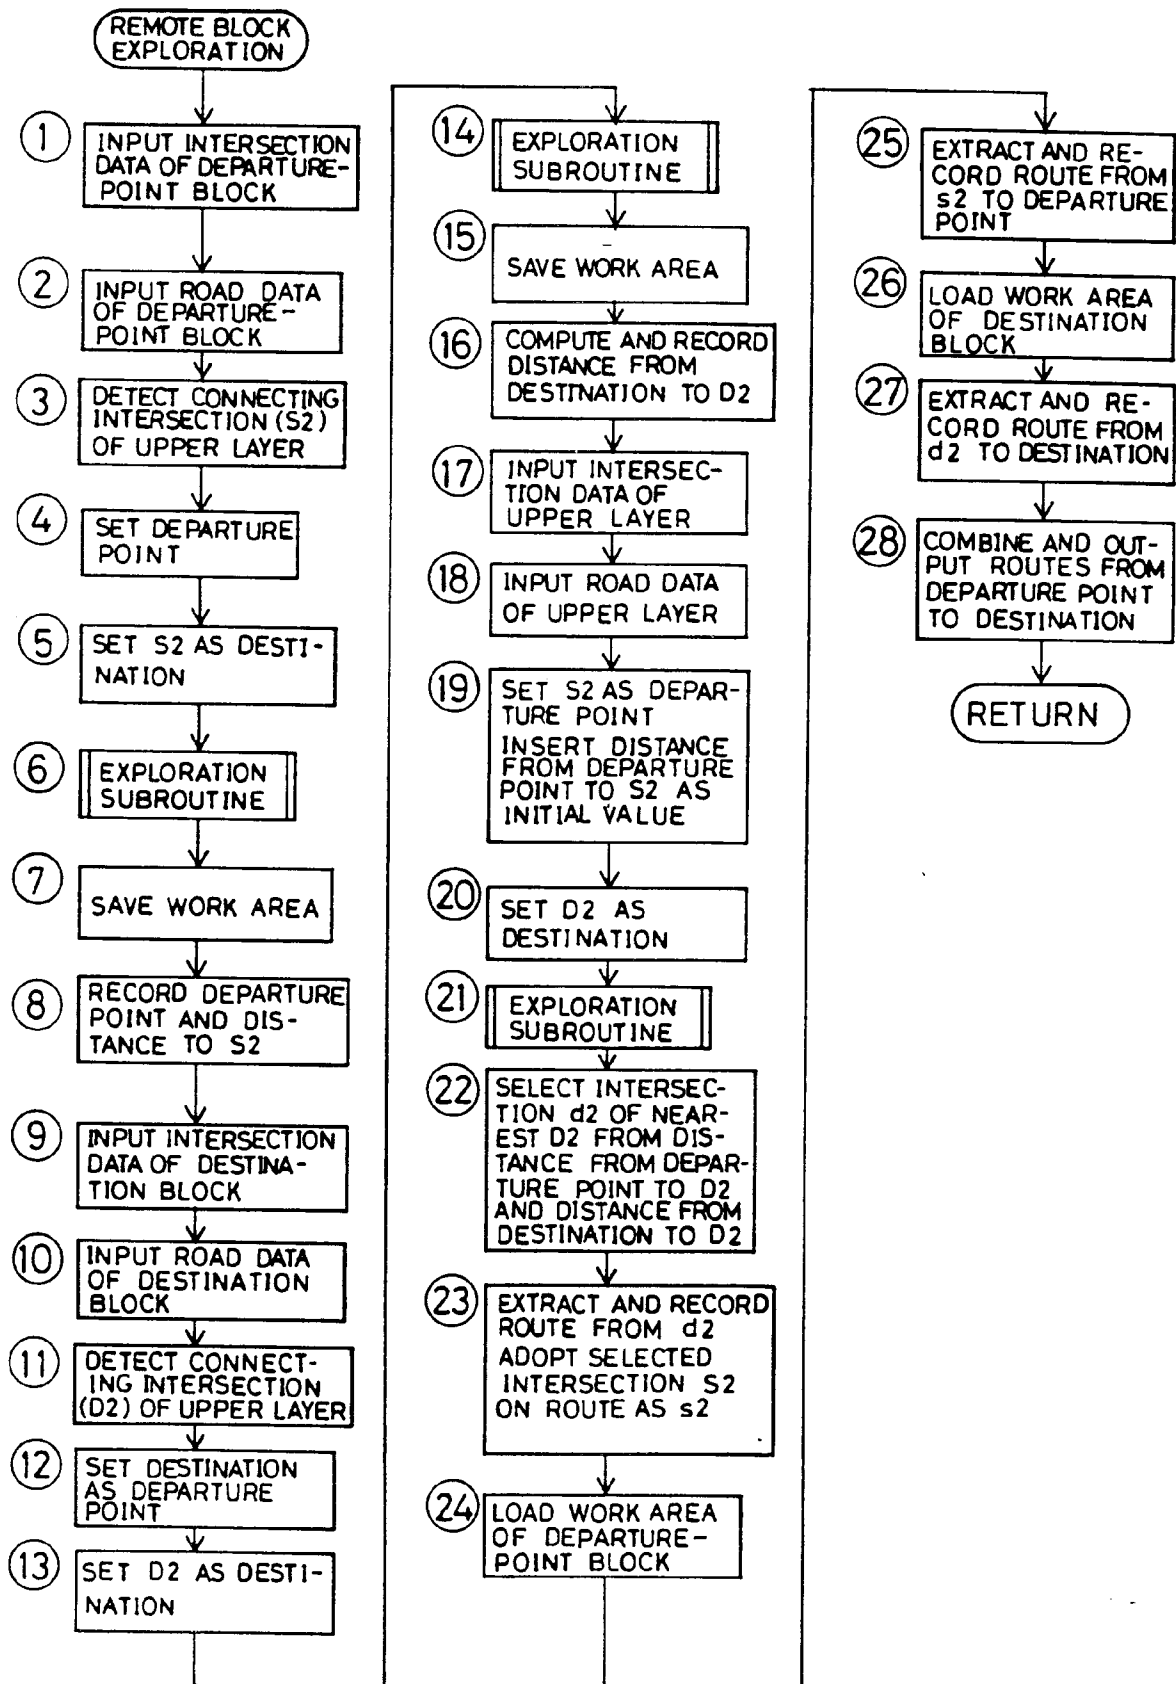 REMOTE BLOCK
EXPLORATION
1
INPUT INTERSECTION
DATA OF DEPARTURE-
POINT BLOCK
2
INPUT ROAD DATA
OF DEPARTURE-
POINT BLOCK
3
DETECT CONNECTING
INTERSECTION (S2)
OF UPPER LAYER
4
SET DEPARTURE
POINT
5
SET S2 AS DESTI-
NATION
6
EXPLORATION
SUBROUTINE
7
SAVE WORK AREA
8
RECORD DEPARTURE
POINT AND DIS-
TANCE TO S2
9
INPUT INTERSECTION
DATA OF DESTINA-
TION BLOCK
10
INPUT ROAD DATA
OF DESTINATION
BLOCK
11
DETECT CONNECT-
ING INTERSECTION
(D2) OF UPPER LAYER
12
SET DESTINATION
AS DEPARTURE
POINT
13
SET D2 AS DESTI-
NATION
14
EXPLORATION
SUBROUTINE
15
SAVE WORK AREA
16
COMPUTE AND RECORD
DISTANCE FROM
DESTINATION TO D2
17
INPUT INTERSEC-
TION DATA OF
UPPER LAYER
18
INPUT ROAD DATA
OF UPPER LAYER
19
SET S2 AS DEPAR-
TURE POINT
INSERT DISTANCE
FROM DEPARTURE
POINT TO S2 AS
INITIAL VALUE
20
SET D2 AS
DESTINATION
21
EXPLORATION
SUBROUTINE
22
SELECT INTERSEC-
TION d2 OF NEAR-
EST D2 FROM DIS-
TANCE FROM DEPAR-
TURE POINT TO D2
AND DISTANCE FROM
DESTINATION TO D2
23
EXTRACT AND RECORD
ROUTE FROM d2
ADOPT SELECTED
INTERSECTION S2
ON ROUTE AS s2
24
LOAD WORK AREA
OF DEPARTURE-
POINT BLOCK
25
EXTRACT AND RE-
CORD ROUTE FROM
s2 TO DEPARTURE
POINT
26
LOAD WORK AREA
OF DESTINATION
BLOCK
27
EXTRACT AND RE-
CORD ROUTE FROM
d2 TO DESTINATION
28
COMBINE AND OUT-
PUT ROUTES FROM
DEPARTURE POINT
TO DESTINATION
RETURN